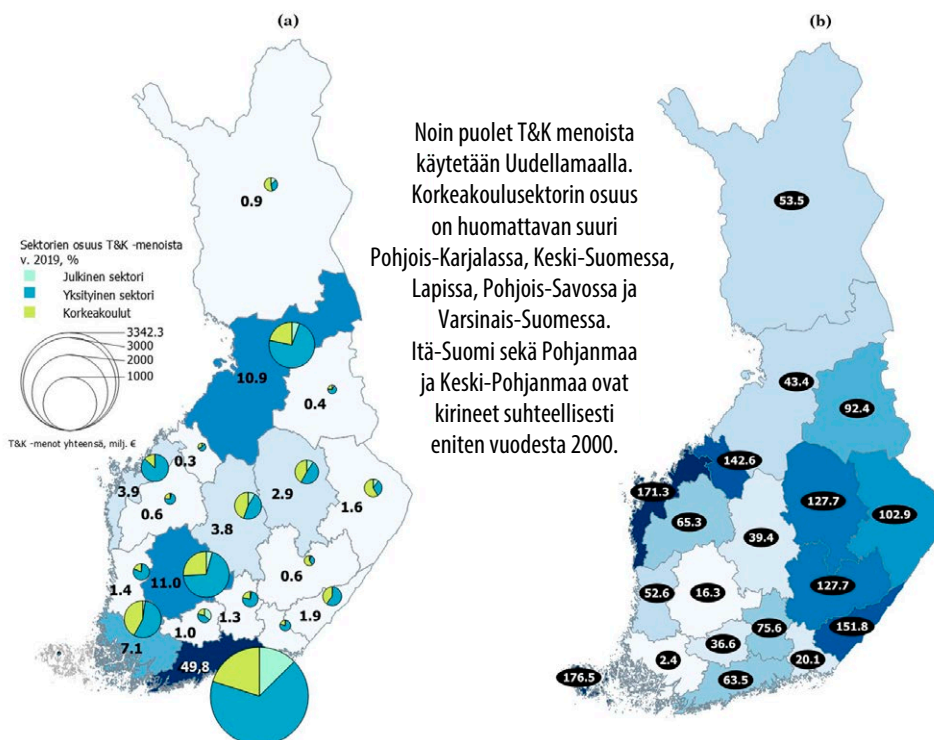 (a)
0.9
Sektorien osuus T&K -menoista
v. 2019, %
Julkinen sektori
Yksityinen sektori
Korkeakoulut
3342.3
3000
2000
1000
T&K -menot yhteensä, milj. €
10.9
0.4
0.3
3.9
0.6
2.9
1.6
3.8
0.6
1.4
11.0
1.3
1.9
1.0
7.1
49,8
Noin puolet T&K menoista
käytetään Uudellamaalla.
Korkeakoulusektorin osuus
on huomattavan suuri
Pohjois-Karjalassa, Keski-Suomessa,
Lapissa, Pohjois-Savossa ja
Varsinais-Suomessa.
Itä-Suomi sekä Pohjanmaa
ja Keski-Pohjanmaa ovat
kirineet suhteellisesti
eniten vuodesta 2000.
(b)
53.5
43.4
92.4
142.6
171.3
127.7
102.9
65.3
39.4
52.6
16.3
127.7
75.6
151.8
36.6
2.4
20.1
63.5
176.5